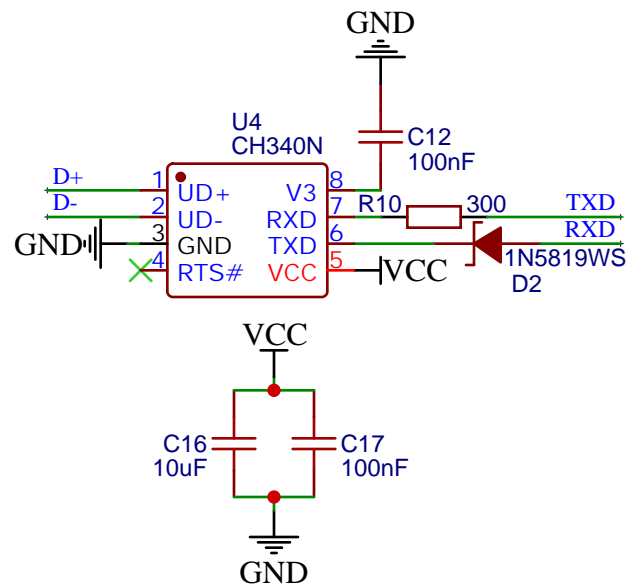 GND
U4
CH340N
C12
100nF
D+
1
UD+
V3
8
D-
2
UD-
RXD
7
R10
300
TXD
GND
3
GND
TXD
6
RXD
4
RTS#
VCC
5
VCC
1N5819WS
D2
VCC
C16
10uF
C17
100nF
GND